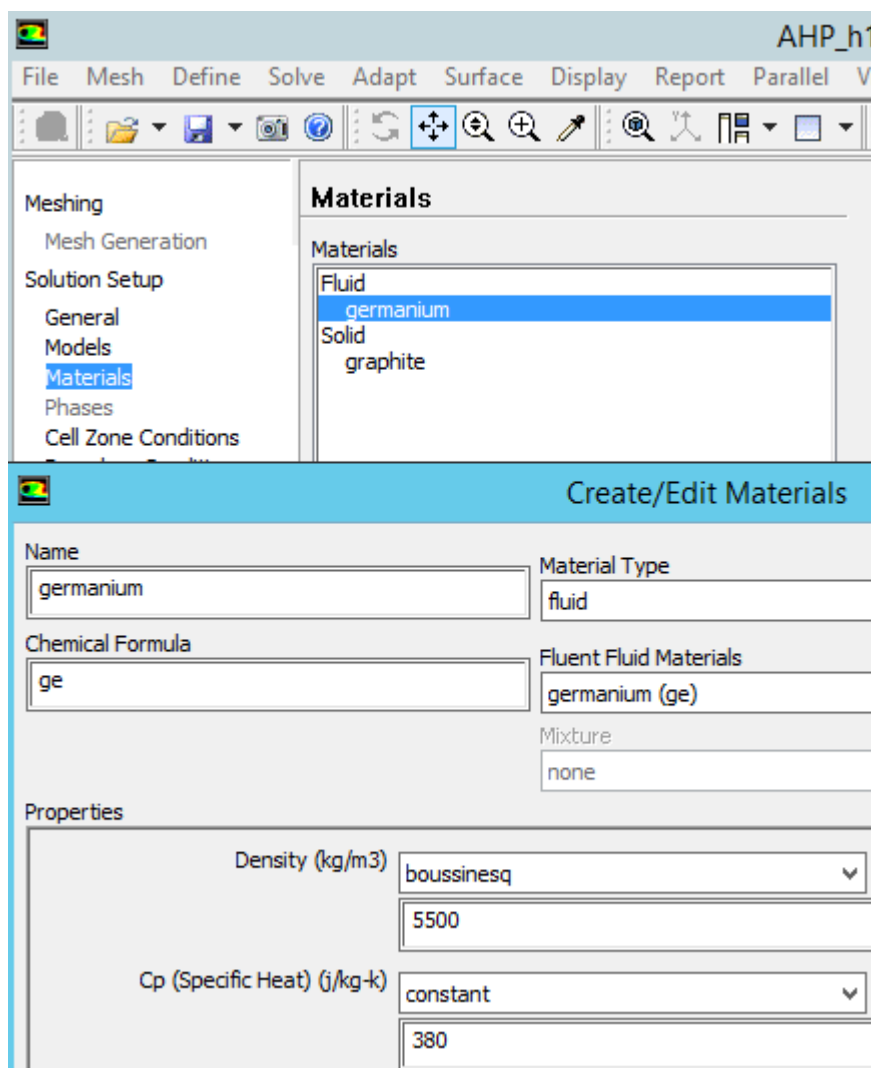 AHP_h1
File Mesh Define Solve Adapt Surface Display Report Parallel V
Meshing
Mesh Generation
Solution Setup
General
Models
Materials
Phases
Cell Zone Conditions
Materials
Materials
Fluid
germanium
Solid
graphite
Create/Edit Materials
Name
germanium
Chemical Formula
ge
Material Type
fluid
Fluent Fluid Materials
germanium (ge)
Mixture
none
Properties
Density (kg/m3)
boussinesq
5500
Cp (Specific Heat) (j/kg-k)
constant
380